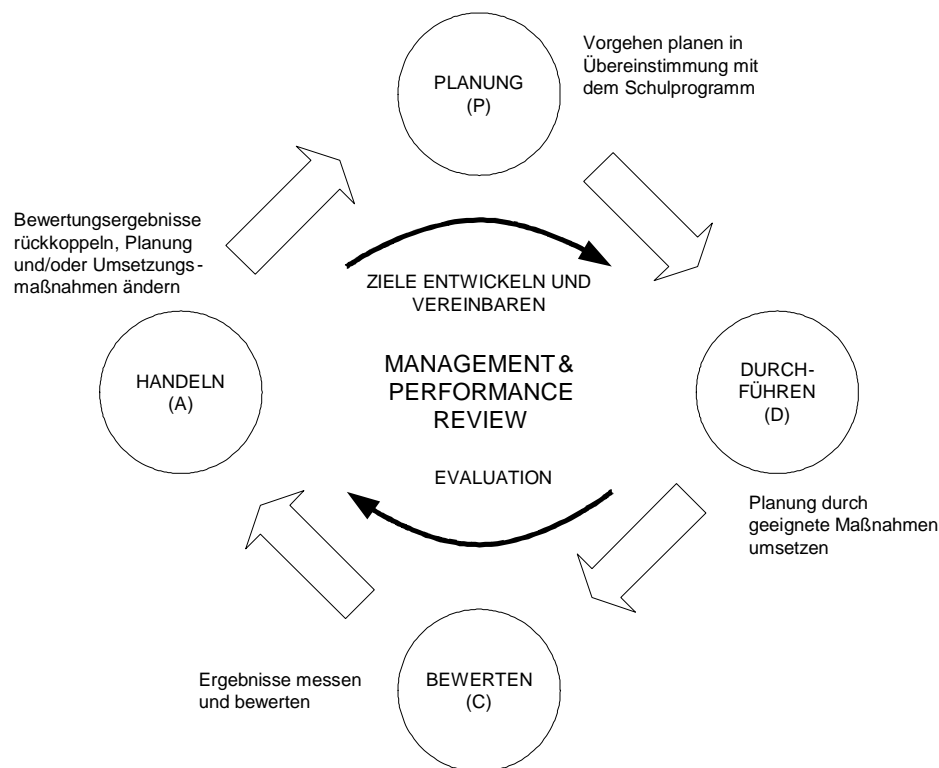 PLANUNG
(P)
Vorgehen planen in
Übereinstimmung mit
dem Schulprogramm
Bewertungsergebnisse
rückkoppeln, Planung
und/oder Umsetzungs-
maßnahmen ändern
ZIELE ENTWICKELN UND
VEREINBAREN
HANDELN
(A)
MANAGEMENT &
PERFORMANCE
REVIEW
DURCH-
FÜHREN
(D)
EVALUATION
Planung durch
geeignete Maßnahmen
umsetzen
Ergebnisse messen
und bewerten
BEWERTEN
(C)